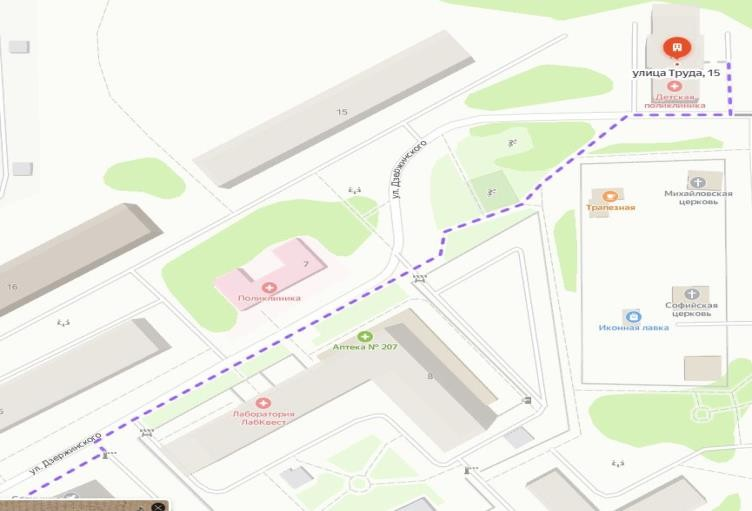 улица Труда, 15
Детская
поликлиника
15
ул. Дзержинского
Михайловская
церковь
Трапезная
7
Поликлиника
16
Софийская
церковь
Иконная лавка
Аптека № 207
8
Лаборатория
ЛабКвест
ул. Дзержинского